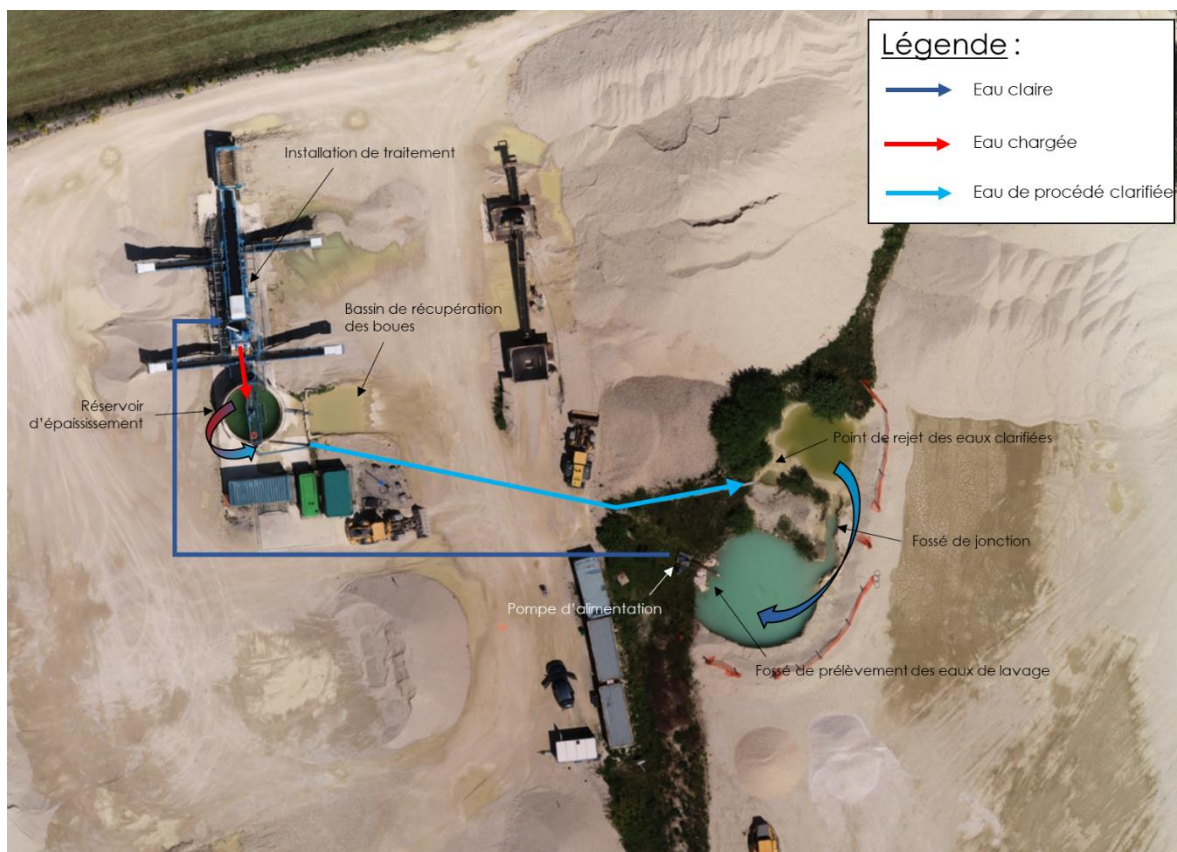 Légende :
Eau claire
Eau chargée
Eau de procédé clarifiée
Installation de traitement
Bassin de récupération
des boues
Réservoir
d'épaississement
Point de rejet des eaux clarifiées
Fossé de jonction
Pompe d'alimentation
Fossé de prélèvement des eaux de lavage